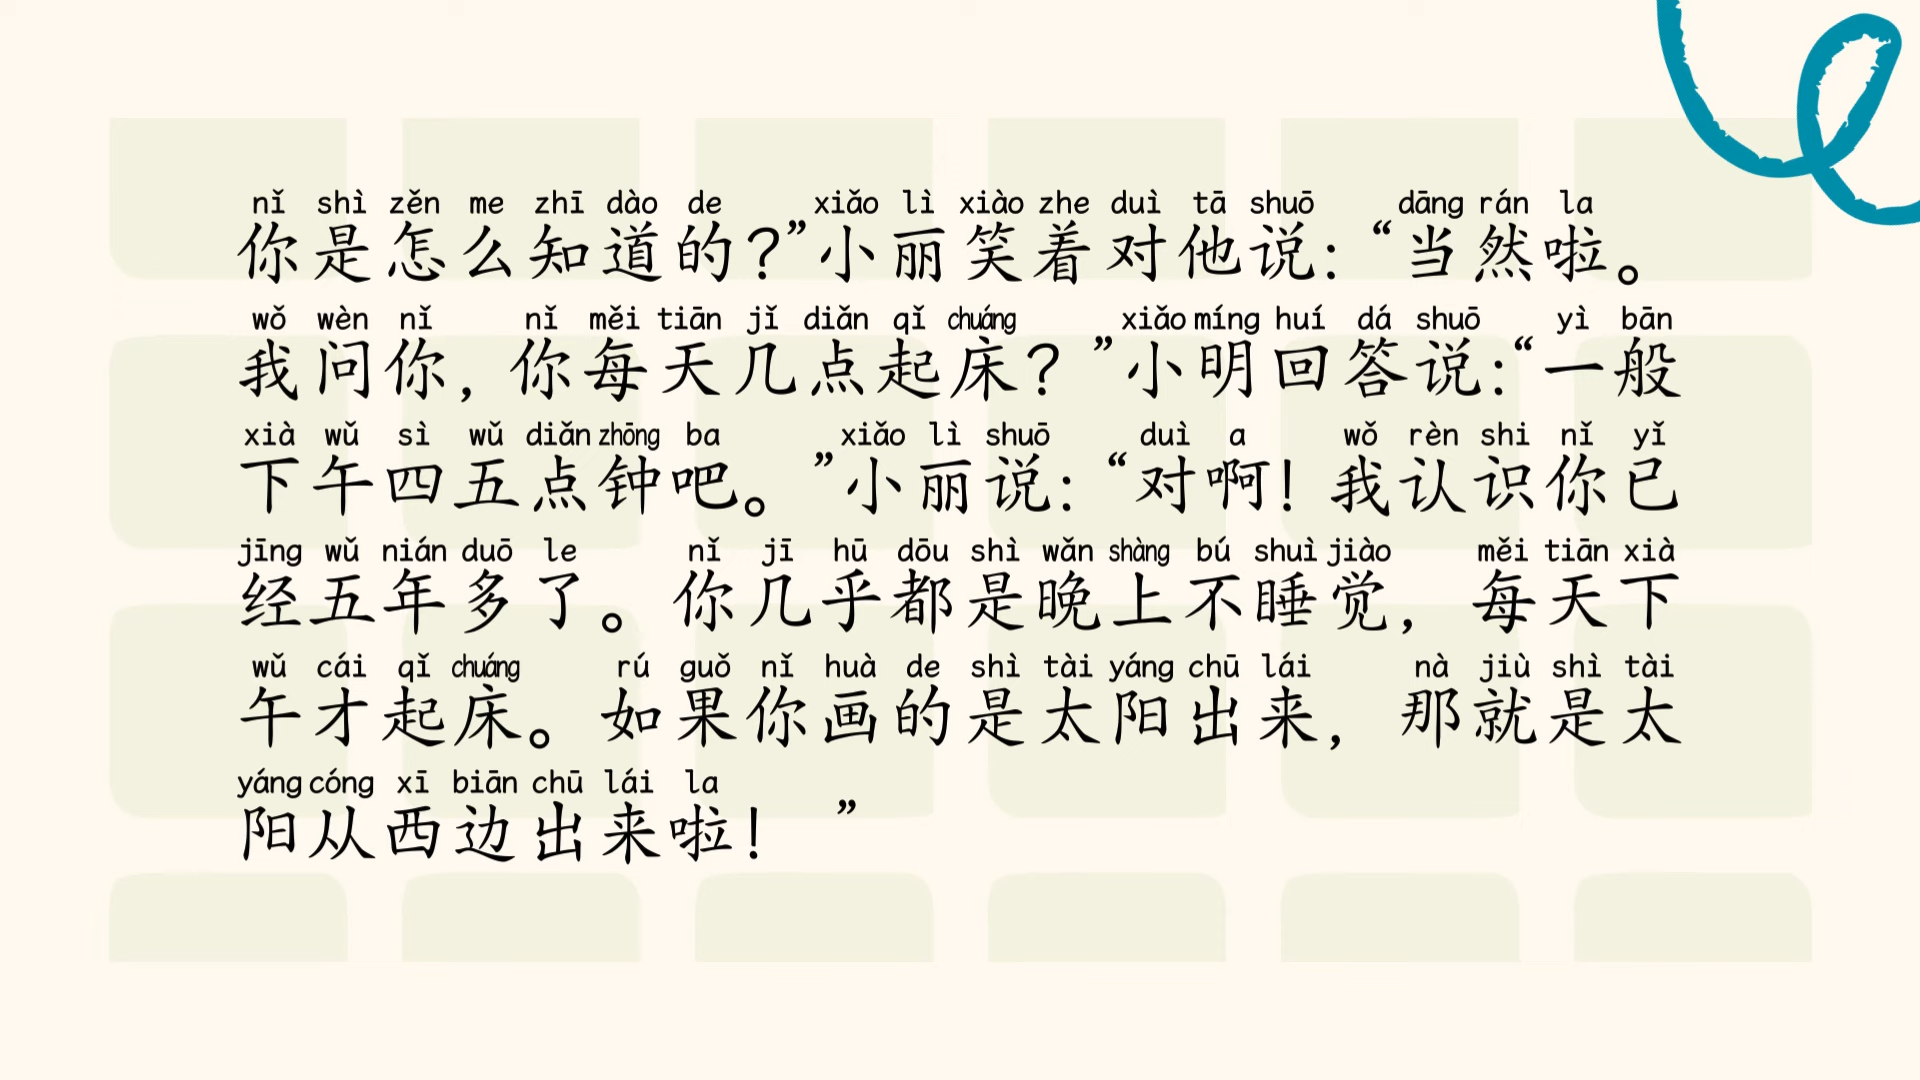 nǐ shì zěn me zhī dào de xiǎo lì xiào zhe duì tā shuō dāng rán la
你是怎么知道的？”小丽笑着对他说：“当然啦。
wǒ wèn nǐ nǐ měi tiān jǐ diǎn qǐ chuáng xiǎo míng huí dá shuō yì bān
我问你，你每天几点起床？”小明回答说：“一般
xià wǔ sì wǔ diǎn zhōng ba xiǎo lì shuō duì a wǒ rèn shi nǐ yǐ
下午四五点钟吧。”小丽说：“对啊！我认识你已
jīng wǔ nián duō le nǐ jī hū dōu shì wǎn shàng bú shuì jiào měi tiān xià
经五年多了。你几乎都是晚上不睡觉，每天下
wǔ cái qǐ chuáng rú guǒ nǐ huà de shì tài yáng chū lái nà jiù shì tài
午才起床。如果你画的是太阳出来，那就是太
yáng cóng xī biān chū lái la
阳从西边出来啦！”